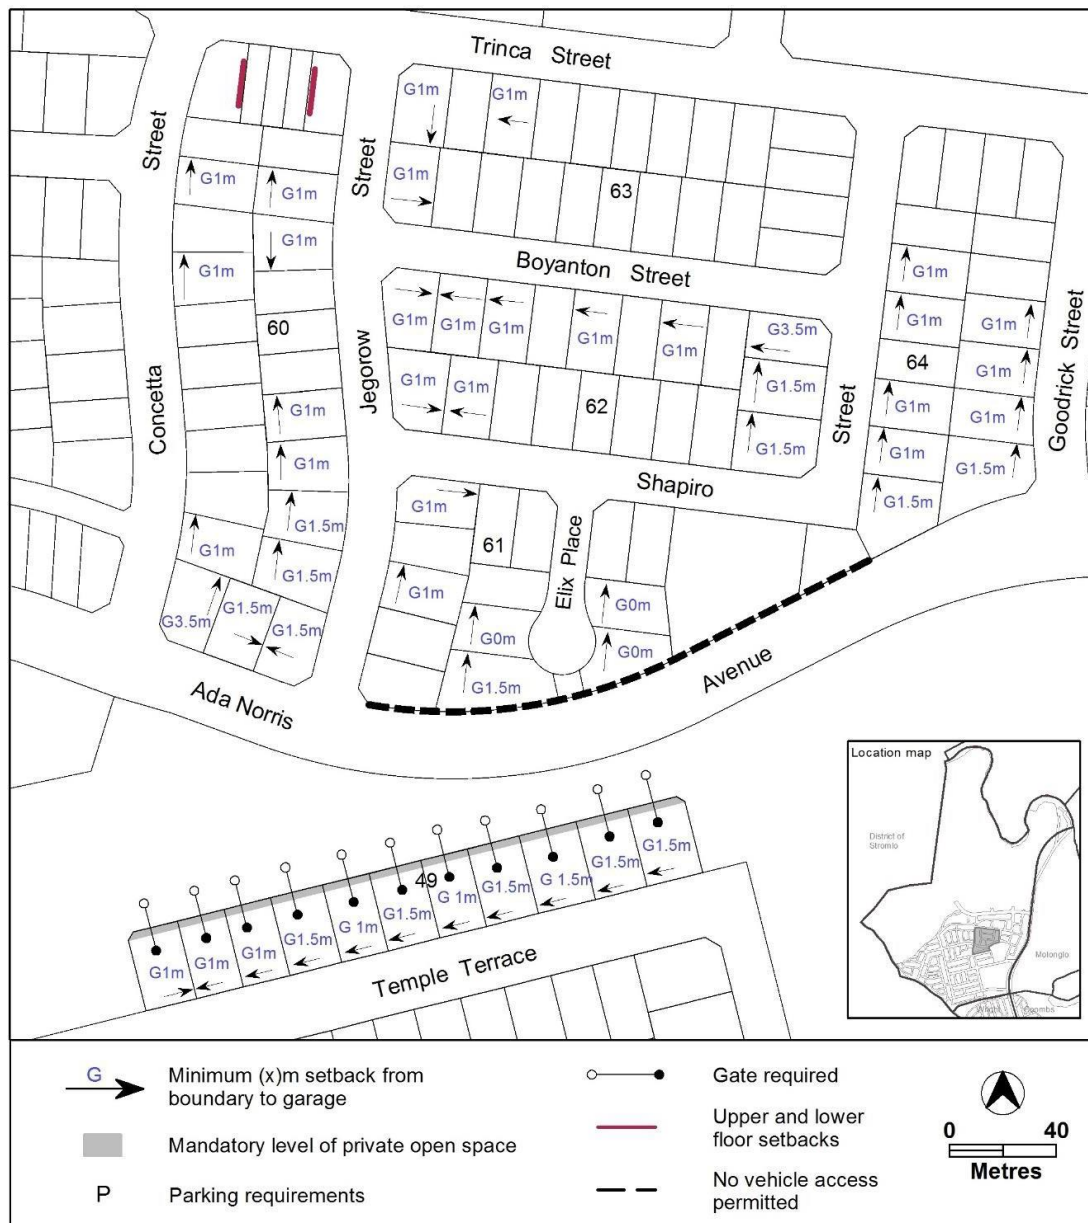 Trinca Street
Street
Street
G1m
G1m
G1m
63
G1m
G1m
G1m
G1m
Boyanton Street
G1m
G1m
60
G1m
G1m
G1m
G1m
G1m
G3.5m
G1.5m
G1m
G1m
62
G1.5m
Street
64
G1m
G1m
G1m
G1m
G1m
G1m
G1m
G1.5m
G1.5m
Goodrick Street
Concetta
Jegorow
G1m
G1m
G1.5m
G1.5m
G1m
G3.5m
G1.5m
G1.5m
Shapiro
G1m
61
G1m
G0m
G1.5m
Elix Place
G0m
G0m
Ada Norris
Avenue
49
G1m
G1m
G1m
G1.5m
G 1m
G1.5m
G 1m
G1.5m
G 1.5m
G1.5m
G1.5m
Temple Terrace
Location map
District of
Stromlo
Molonglo
Coombs
G
Minimum (x)m setback from
boundary to garage
Mandatory level of private open space
P
Parking requirements
Gate required
Upper and lower
floor setbacks
No vehicle access
permitted
0 40
Metres